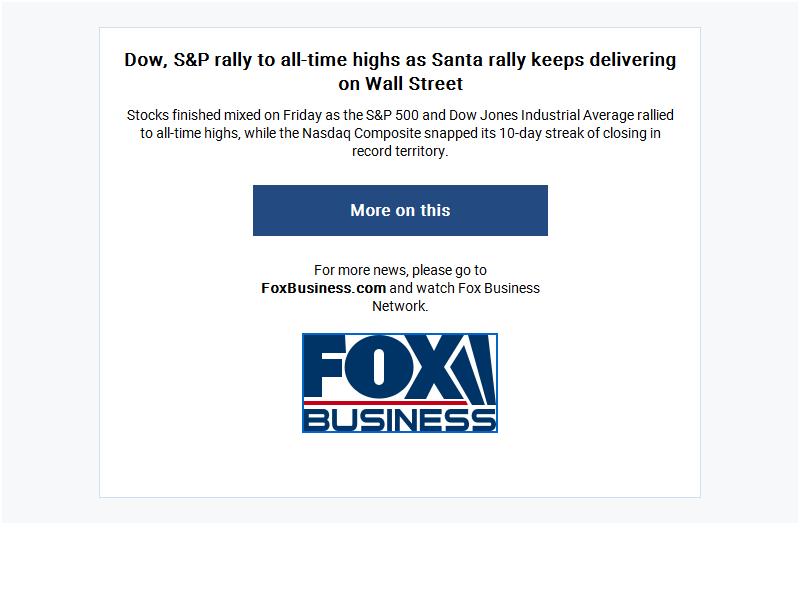 Dow, S&P rally to all-time highs as Santa rally keeps delivering
on Wall Street
Stocks finished mixed on Friday as the S&P 500 and Dow Jones Industrial Average rallied
to all-time highs, while the Nasdaq Composite snapped its 10-day streak of closing in
record territory.
More on this
For more news, please go to
FoxBusiness.com and watch Fox Business
Network.
FOX
BUSINESS